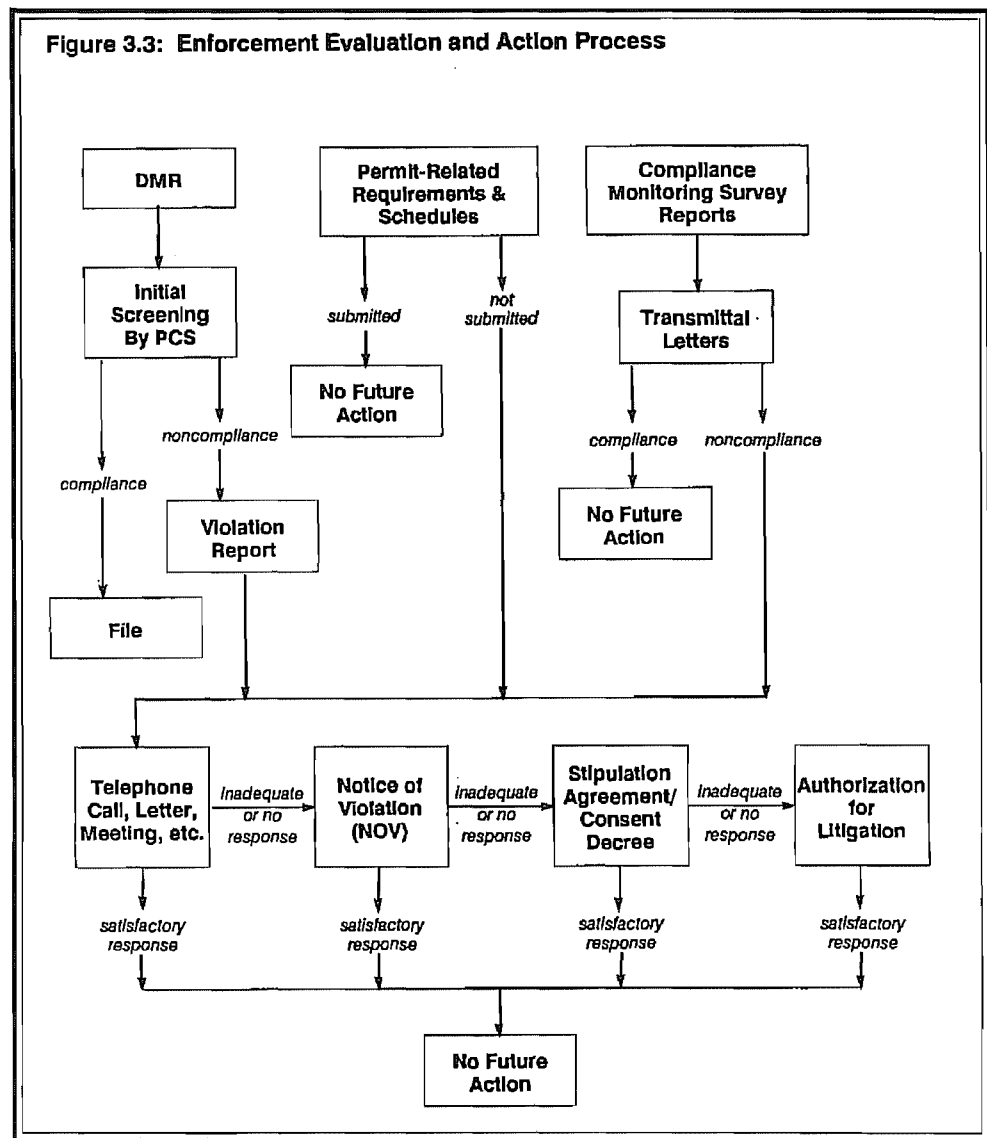 Figure 3.3: Enforcement Evaluation and Action Process
DMR
Permit-Related
Requirements &
Schedules
Compliance
Monitoring Survey
Reports
Initial
Screening
By PCS
submitted
not
submitted
Transmittal
Letters
No Future
Action
noncompliance
compliance
noncompliance
compliance
Violation
Report
No Future
Action
File
Telephone
Call, Letter,
Meeting, etc.
inadequate
or no
response
Notice of
Violation
(NOV)
inadequate
or no
response
Stipulation
Agreement/
Consent
Decree
inadequate
or no
response
Authorization
for
Litigation
satisfactory
response
satisfactory
response
satisfactory
response
satisfactory
response
No Future
Action